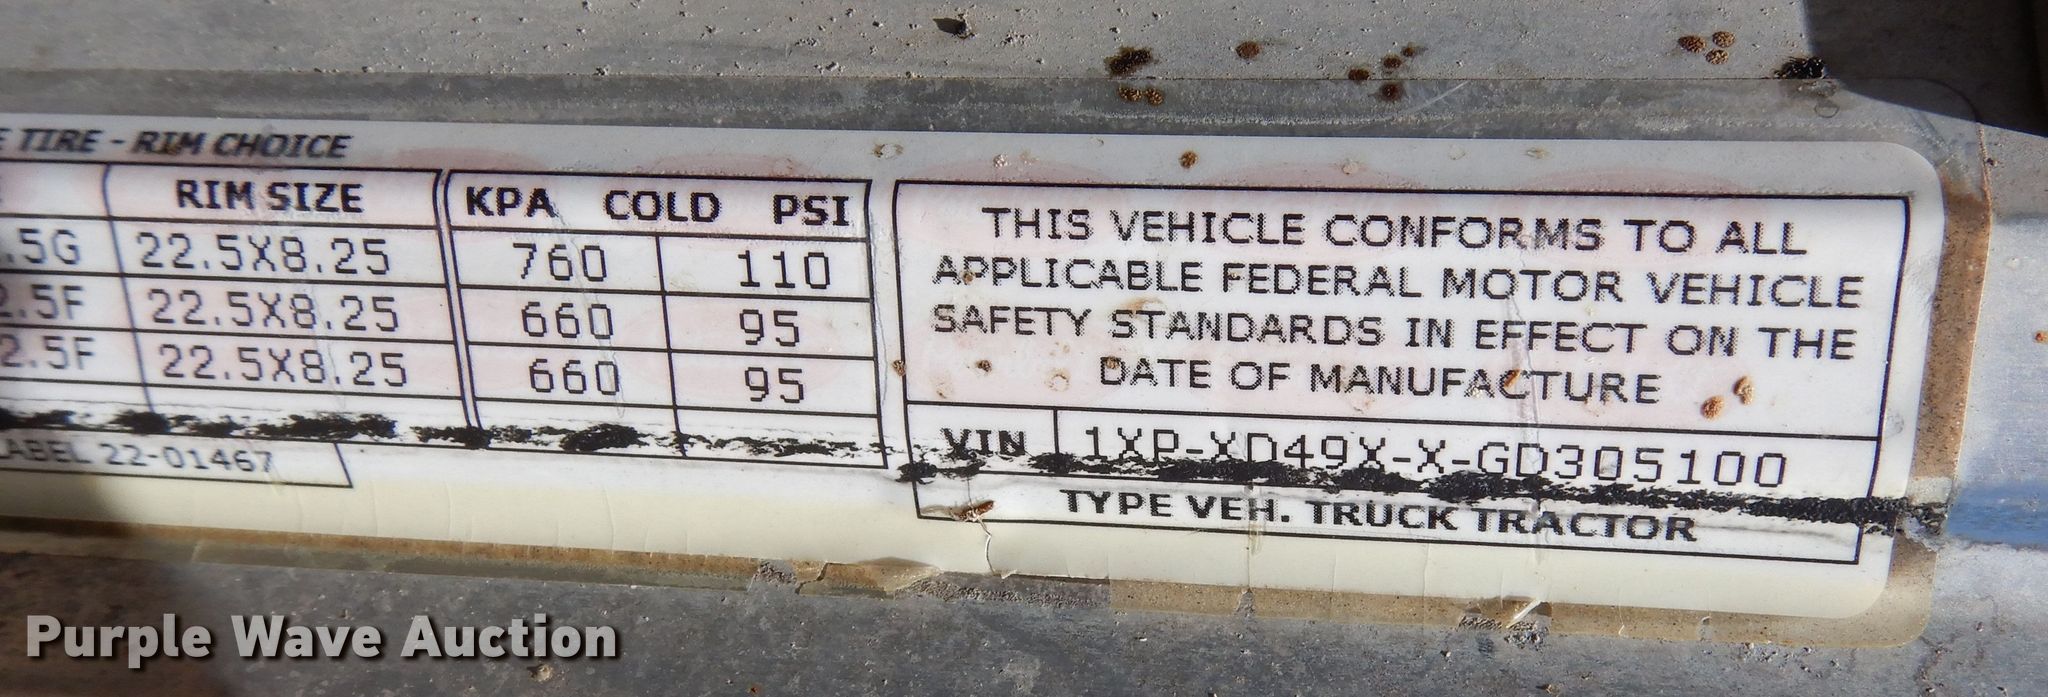 TIRE - RIM CHOICE
RIM SIZE
KPA COLD PSI
.5G 22.5X8.25 760 110
2.5F 22.5X8.25 660 95
2.5F 22.5X8.25 660 95
LABEL 22-01467
THIS VEHICLE CONFORMS TO ALL
APPLICABLE FEDERAL MOTOR VEHICLE
SAFETY STANDARDS IN EFFECT ON THE
DATE OF MANUFACTURE
VIN 1XP-XD49X-X-GD305100
TYPE VEH. TRUCK TRACTOR
Purple Wave Auction